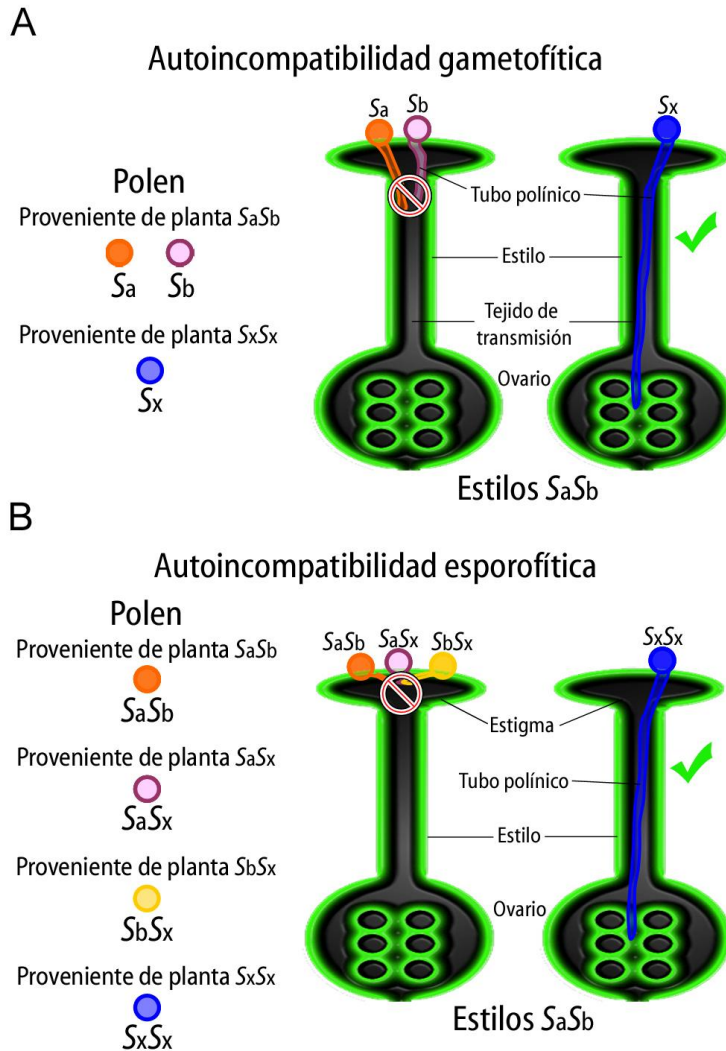 A
Autoincompatibilidad gametofítica
Polen
Proveniente de planta SaSb
Sa Sb
Proveniente de planta SxSx
Sx
Sa Sb Sx
Tubo polínico
Estilo
Tejido de
transmisión
Ovario
Estilos SaSb
B
Autoincompatibilidad esporofítica
Polen
Proveniente de planta SaSb
SaSb
Proveniente de planta SaSx
SaSx
Proveniente de planta SbSx
SbSx
Proveniente de planta SxSx
SxSx
SaSb SaSx SbSx SxSx
Estigma
Tubo polínico
Estilo
Ovario
Estilos SaSb